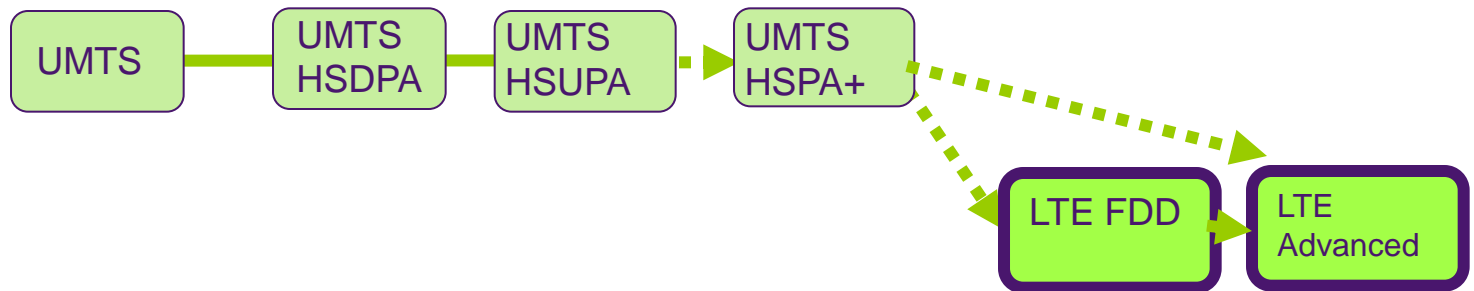 UMTS
UMTS
HSDPA
UMTS
HSUPA
UMTS
HSPA+
LTE FDD
LTE
Advanced